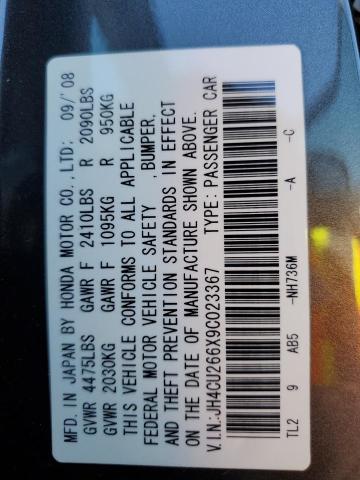 MFD. IN JAPAN BY HONDA MOTOR CO., LTD: 09/'08
GVWR 4475LBS GAWR F 2410LBS R 2090LBS
GVWR 2030KG GAWR F 1095KG R 950KG
THIS VEHICLE CONFORMS TO ALL APPLICABLE
FEDERAL MOTOR VEHICLE SAFETY , BUMPER,
AND THEFT PREVENTION STANDARDS IN EFFECT
ON THE DATE OF MANUFACTURE SHOWN ABOVE.
V.I.N:JH4CU266X9C023367 TYPE: PASSENGER CAR
TL2 9 AB5 -NH736M -A -C